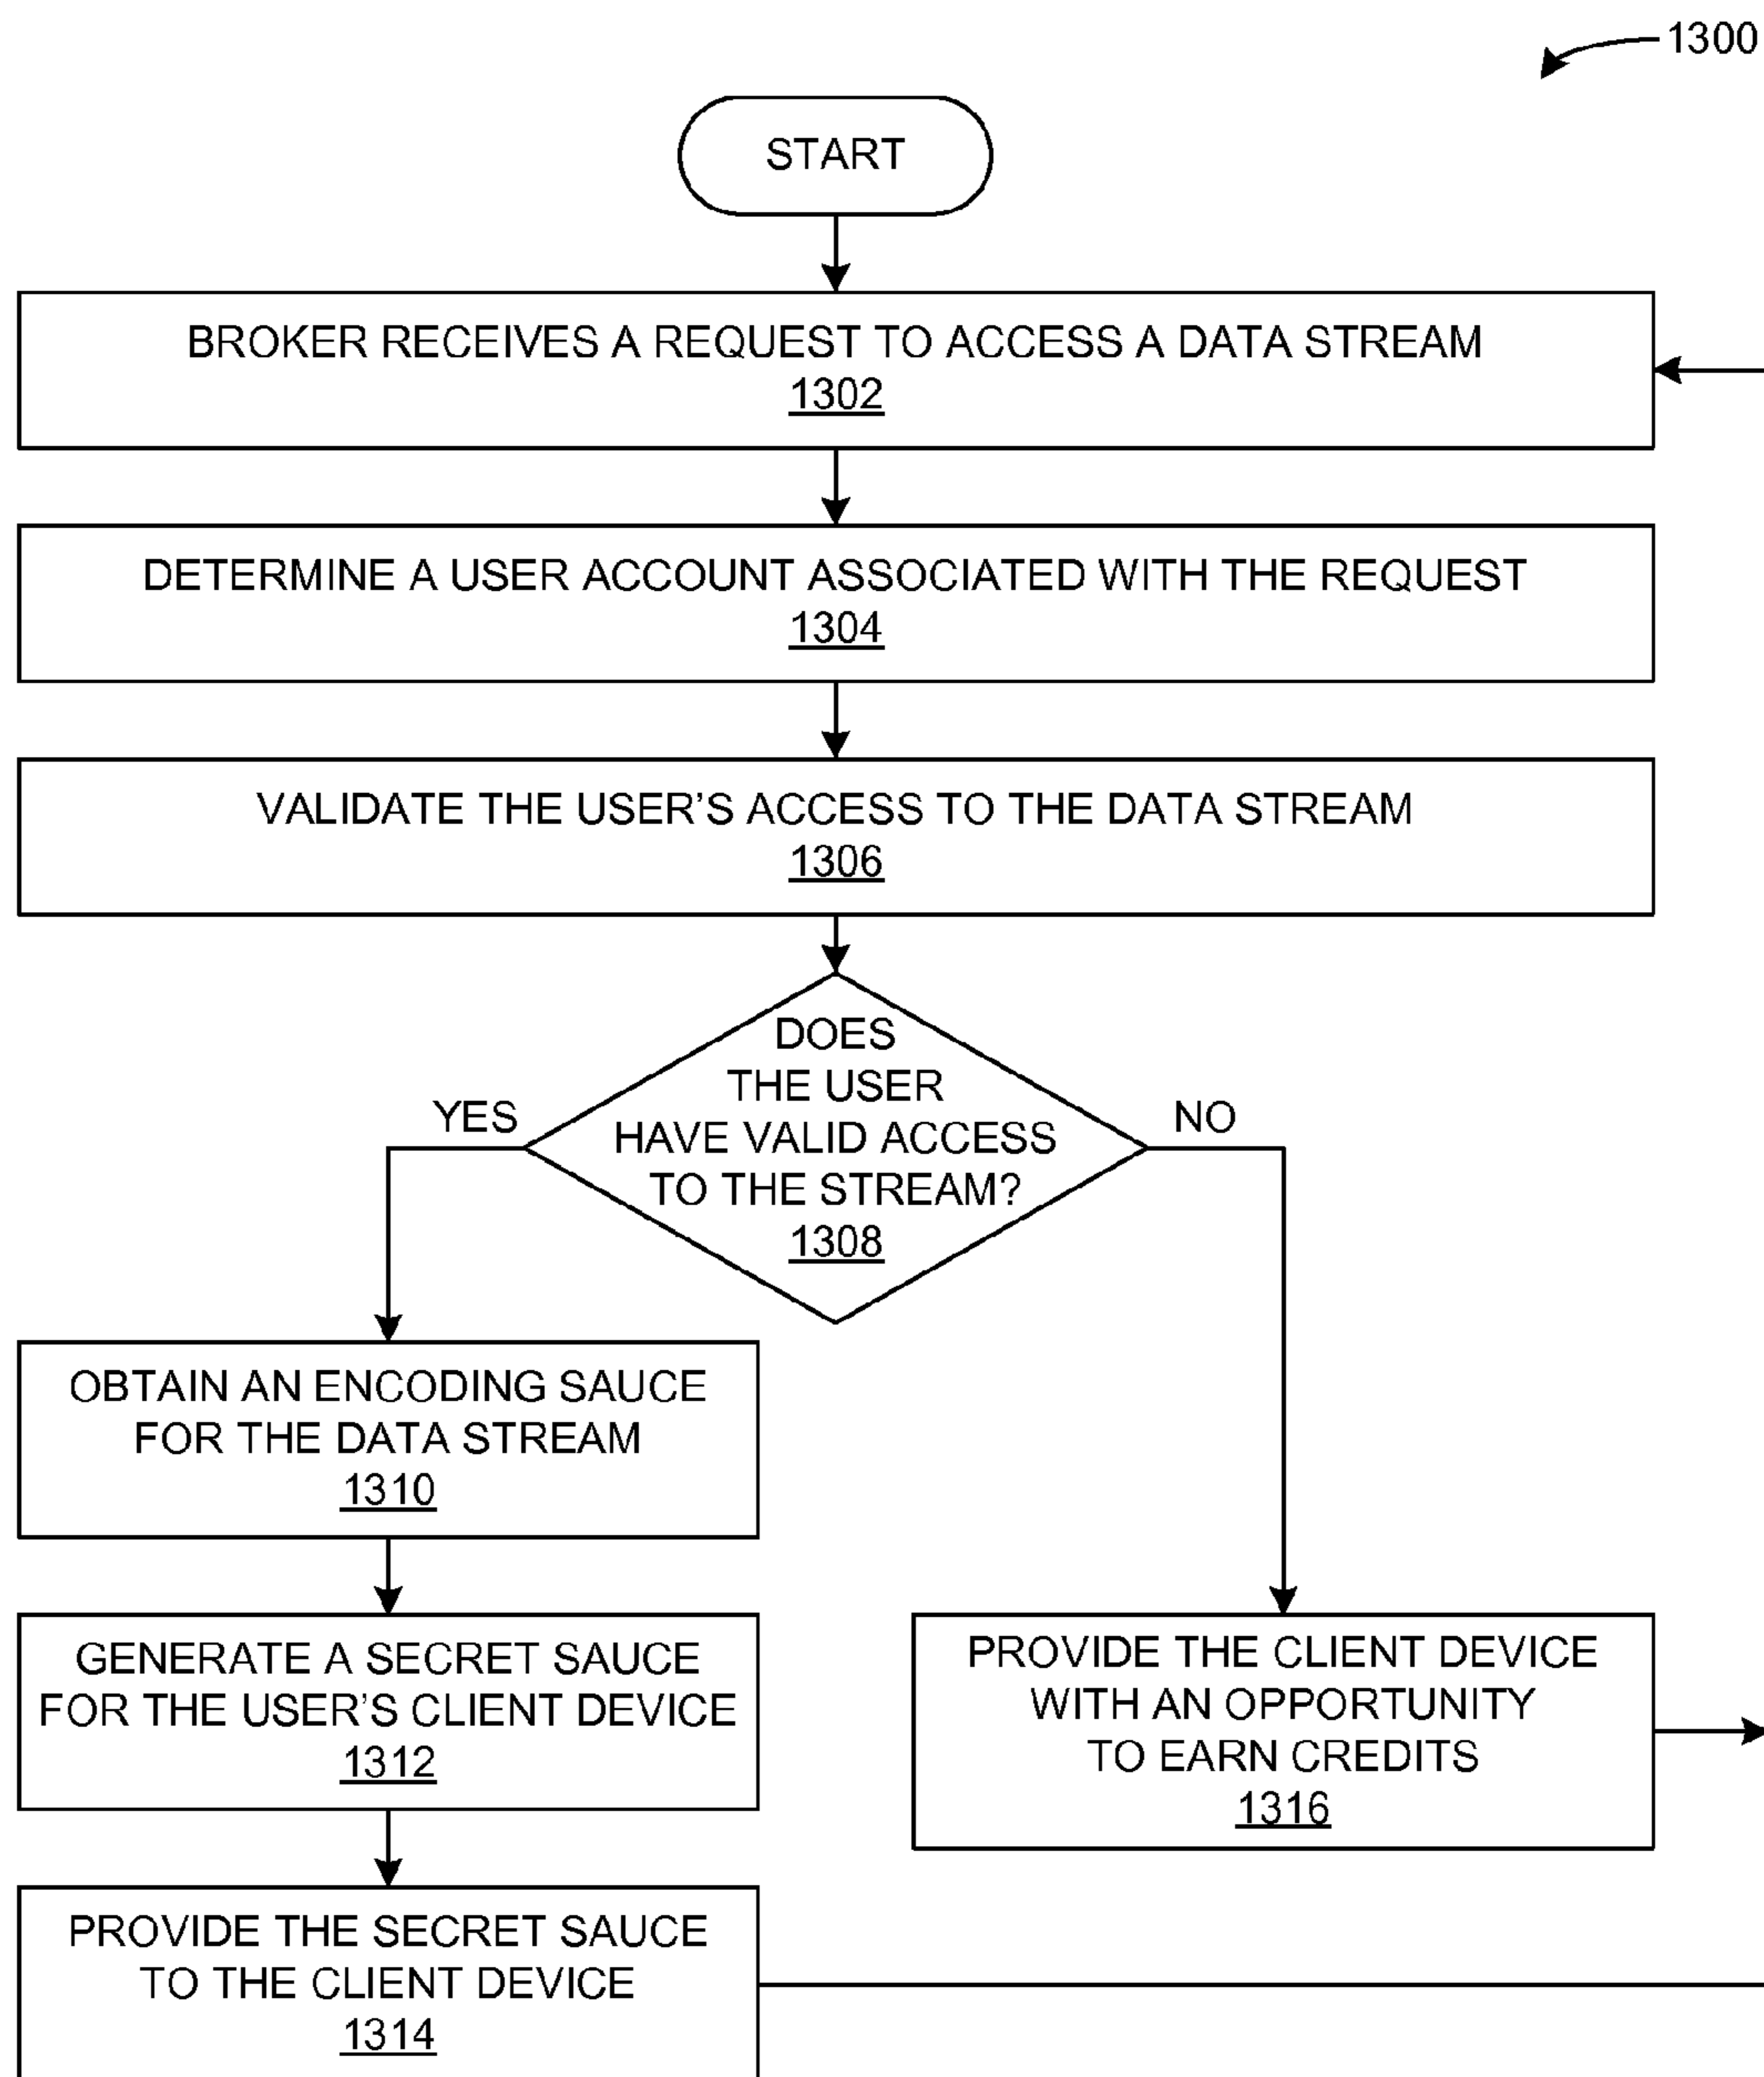 1300
START
BROKER RECEIVES A REQUEST TO ACCESS A DATA STREAM
1302
DETERMINE A USER ACCOUNT ASSOCIATED WITH THE REQUEST
1304
VALIDATE THE USER'S ACCESS TO THE DATA STREAM
1306
DOES
THE USER
HAVE VALID ACCESS
TO THE STREAM?
1308
YES
NO
OBTAIN AN ENCODING SAUCE
FOR THE DATA STREAM
1310
GENERATE A SECRET SAUCE
FOR THE USER'S CLIENT DEVICE
1312
PROVIDE THE CLIENT DEVICE
WITH AN OPPORTUNITY
TO EARN CREDITS
1316
PROVIDE THE SECRET SAUCE
TO THE CLIENT DEVICE
1314